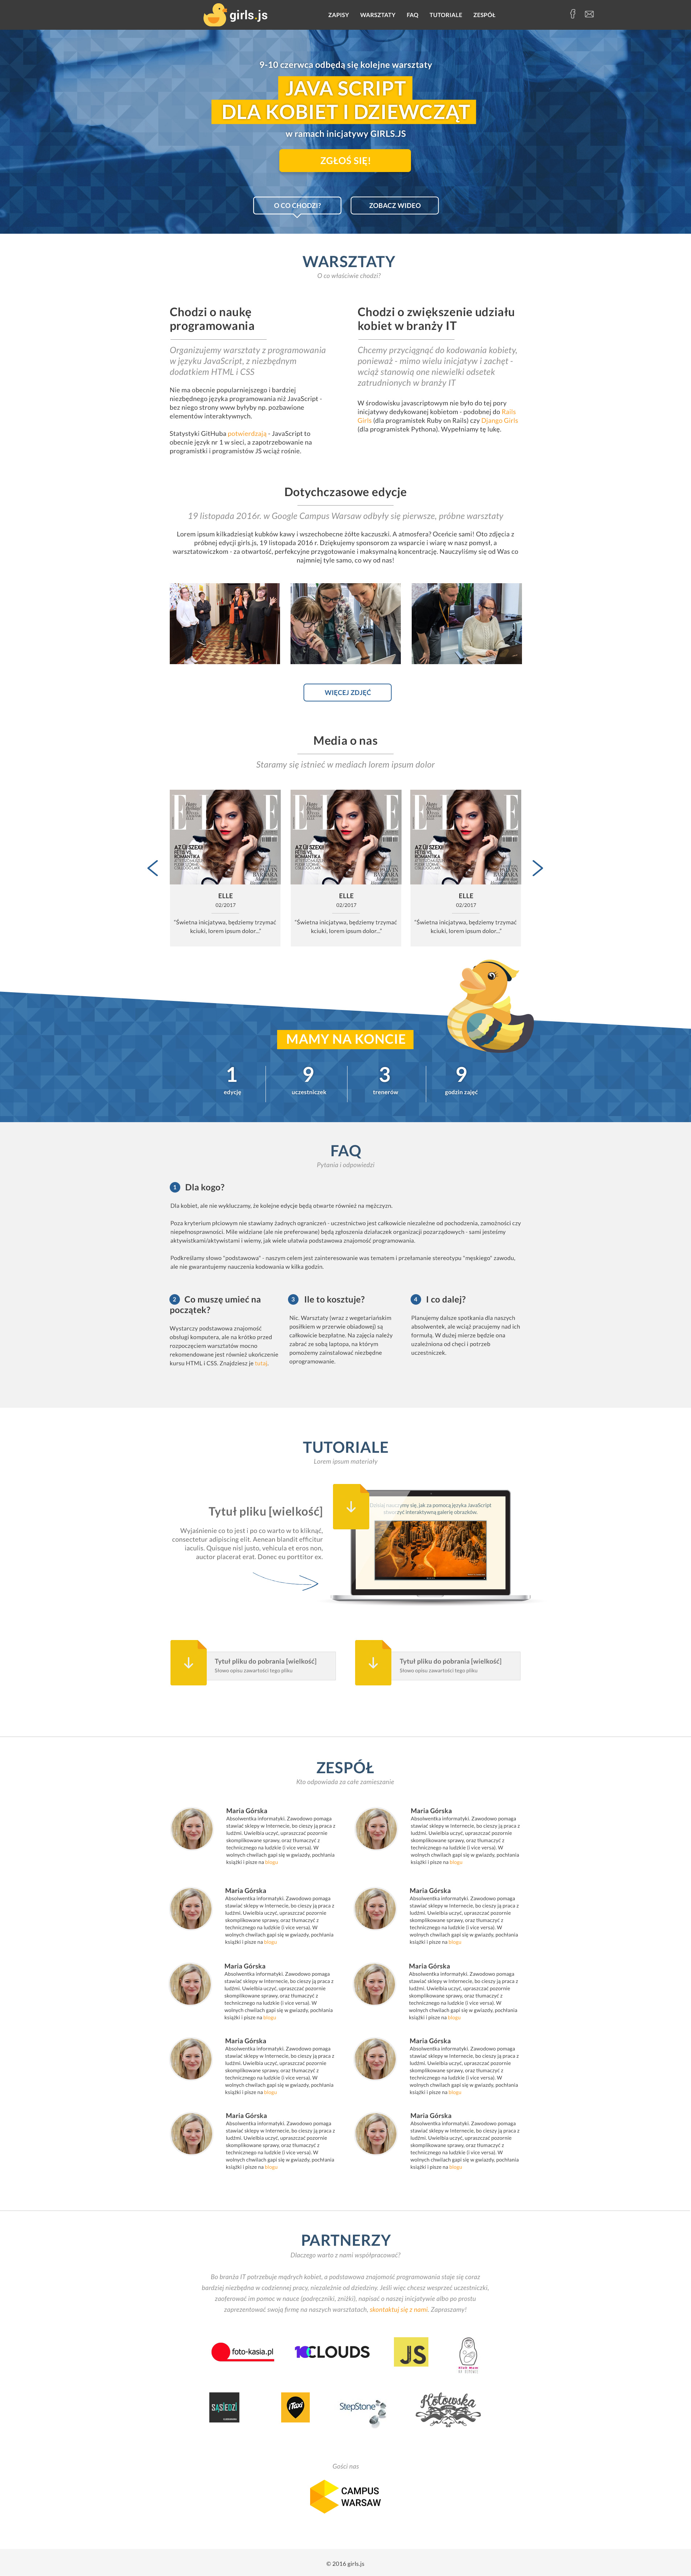 girls.js
ZAPISY WARSZTATY FAQ TUTORIALE ZESPÓŁ
9-10 czerwca odbędą się kolejne warsztaty
JAVA SCRIPT
DLA KOBIET I DZIEWCZĄT
w ramach inicjatywy GIRLS.JS
ZGŁOŚ SIĘ!
O CO CHODZI?
ZOBACZ WIDEO
WARSZTATY
O co właściwie chodzi?
Chodzi o naukę
programowania
Organizujemy warsztaty z programowania
w języku JavaScript, z niezbędnym
dodatkiem HTML i CSS
Nie ma obecnie popularniejszego i bardziej
niezbędnego języka programowania niż JavaScript -
bez niego strony www byłyby np. pozbawione
elementów interaktywnych.
Statystyki GitHuba potwierdzają - JavaScript to
obecnie język nr 1 w sieci, a zapotrzebowanie na
programistki i programistów JS wciąż rośnie.
Chodzi o zwiększenie udziału
kobiet w branży IT
Chcemy przyciągnąć do kodowania kobiety,
ponieważ - mimo wielu inicjatyw i zachęt -
wciąż stanowią one niewielki odsetek
zatrudnionych w branży IT
W środowisku javascriptowym nie było do tej pory
inicjatywy dedykowanej kobietom - podobnej do Rails
Girls (dla programistek Ruby on Rails) czy Django Girls
(dla programistek Pythona). Wypełniamy tę lukę.
Dotychczasowe edycje
19 listopada 2016r. w Google Campus Warsaw odbyły się pierwsze, próbne warsztaty
Lorem ipsum kilkadziesiąt kubków kawy i wszechobecne żółte kaczuszki. A atmosfera? Oceńcie sami! Oto zdjęcia z
próbnej edycji girls.js, 19 listopada 2016 r. Dziękujemy sponsorom za wsparcie i wiarę w nasz pomysł, a
warsztatowiczkom - za otwartość, perfekcyjne przygotowanie i maksymalną koncentrację. Nauczyliśmy się od Was co
najmniej tyle samo, co wy od nas!
WIĘCEJ ZDJĘĆ
Media o nas
Staramy się istnieć w mediach lorem ipsum dolor
ELLE
02/2017
"Świetna inicjatywa, będziemy trzymać
kciuki, lorem ipsum dolor..."
ELLE
02/2017
"Świetna inicjatywa, będziemy trzymać
kciuki, lorem ipsum dolor..."
ELLE
02/2017
"Świetna inicjatywa, będziemy trzymać
kciuki, lorem ipsum dolor..."
MAMY NA KONCIE
1 9 3 9
edycję uczestniczek trenerów godzin zajęć
FAQ
Pytania i odpowiedzi
1 Dla kogo?
Dla kobiet, ale nie wykluczamy, że kolejne edycje będą otwarte również na mężczyzn.
Poza kryterium płciowym nie stawiamy żadnych ograniczeń - uczestnictwo jest całkowicie niezależne od pochodzenia, zamożności czy
niepełnosprawności. Mile widziane (ale nie preferowane) będą zgłoszenia działaczek organizacji pozarządowych - sami jesteśmy
aktywistkami/aktywistami i wiemy, jak wiele ułatwia podstawowa znajomość programowania.
Podkreślamy słowo "podstawowa" - naszym celem jest zainteresowanie was tematem i przełamanie stereotypu "męskiego" zawodu,
ale nie gwarantujemy nauczenia kodowania w kilka godzin.
2 Co muszę umieć na
początek?
Wystarczy podstawowa znajomość
obsługi komputera, ale na krótko przed
rozpoczęciem warsztatów mocno
rekomendowane jest również ukończenie
kursu HTML i CSS. Znajdziesz je tutaj.
3 Ile to kosztuje?
Nic. Warsztaty (wraz z wegetariańskim
posiłkiem w przerwie obiadowej) są
całkowicie bezpłatne. Na zajęcia należy
zabrać ze sobą laptopa, na którym
pomożemy zainstalować niezbędne
oprogramowanie.
4 I co dalej?
Planujemy dalsze spotkania dla naszych
absolwentek, ale wciąż pracujemy nad ich
formułą. W dużej mierze będzie ona
uzależniona od chęci i potrzeb
uczestniczek.
TUTORIALE
Lorem ipsum materiały
Tytuł pliku [wielkość]
Wyjaśnienie co to jest i po co warto w to kliknąć.
consectetur adipiscing elit. Aenean blandit efficitur
iaculis. Quisque nisl justo, vehicula et eros non,
auctor placerat erat. Donec eu porttitor ex.
Dzisiaj nauczymy się, jak za pomocą języka JavaScript
stworzyć interaktywną galerię obrazków.
Tytuł pliku do pobrania [wielkość]
Słowo opisu zawartości tego pliku
Tytuł pliku do pobrania [wielkość]
Słowo opisu zawartości tego pliku
ZESPÓŁ
Kto odpowiada za całe zamieszanie
Maria Górska
Absolwentka informatyki. Zawodowo pomaga
stawiać sklepy w Internecie, bo cieszy ją praca z
ludźmi. Uwielbia uczyć, upraszczać pozornie
skomplikowane sprawy, oraz tłumaczyć z
technicznego na ludzkie (i vice versa). W
wolnych chwilach gapi się w gwiazdy, pochłania
książki i pisze na blogu
Maria Górska
Absolwentka informatyki. Zawodowo pomaga
stawiać sklepy w Internecie, bo cieszy ją praca z
ludźmi. Uwielbia uczyć, upraszczać pozornie
skomplikowane sprawy, oraz tłumaczyć z
technicznego na ludzkie (i vice versa). W
wolnych chwilach gapi się w gwiazdy, pochłania
książki i pisze na blogu
Maria Górska
Absolwentka informatyki. Zawodowo pomaga
stawiać sklepy w Internecie, bo cieszy ją praca z
ludźmi. Uwielbia uczyć, upraszczać pozornie
skomplikowane sprawy, oraz tłumaczyć z
technicznego na ludzkie (i vice versa). W
wolnych chwilach gapi się w gwiazdy, pochłania
książki i pisze na blogu
Maria Górska
Absolwentka informatyki. Zawodowo pomaga
stawiać sklepy w Internecie, bo cieszy ją praca z
ludźmi. Uwielbia uczyć, upraszczać pozornie
skomplikowane sprawy, oraz tłumaczyć z
technicznego na ludzkie (i vice versa). W
wolnych chwilach gapi się w gwiazdy, pochłania
książki i pisze na blogu
Maria Górska
Absolwentka informatyki. Zawodowo pomaga
stawiać sklepy w Internecie, bo cieszy ją praca z
ludźmi. Uwielbia uczyć, upraszczać pozornie
skomplikowane sprawy, oraz tłumaczyć z
technicznego na ludzkie (i vice versa). W
wolnych chwilach gapi się w gwiazdy, pochłania
książki i pisze na blogu
Maria Górska
Absolwentka informatyki. Zawodowo pomaga
stawiać sklepy w Internecie, bo cieszy ją praca z
ludźmi. Uwielbia uczyć, upraszczać pozornie
skomplikowane sprawy, oraz tłumaczyć z
technicznego na ludzkie (i vice versa). W
wolnych chwilach gapi się w gwiazdy, pochłania
książki i pisze na blogu
Maria Górska
Absolwentka informatyki. Zawodowo pomaga
stawiać sklepy w Internecie, bo cieszy ją praca z
ludźmi. Uwielbia uczyć, upraszczać pozornie
skomplikowane sprawy, oraz tłumaczyć z
technicznego na ludzkie (i vice versa). W
wolnych chwilach gapi się w gwiazdy, pochłania
książki i pisze na blogu
Maria Górska
Absolwentka informatyki. Zawodowo pomaga
stawiać sklepy w Internecie, bo cieszy ją praca z
ludźmi. Uwielbia uczyć, upraszczać pozornie
skomplikowane sprawy, oraz tłumaczyć z
technicznego na ludzkie (i vice versa). W
wolnych chwilach gapi się w gwiazdy, pochłania
książki i pisze na blogu
Maria Górska
Absolwentka informatyki. Zawodowo pomaga
stawiać sklepy w Internecie, bo cieszy ją praca z
ludźmi. Uwielbia uczyć, upraszczać pozornie
skomplikowane sprawy, oraz tłumaczyć z
technicznego na ludzkie (i vice versa). W
wolnych chwilach gapi się w gwiazdy, pochłania
książki i pisze na blogu
Maria Górska
Absolwentka informatyki. Zawodowo pomaga
stawiać sklepy w Internecie, bo cieszy ją praca z
ludźmi. Uwielbia uczyć, upraszczać pozornie
skomplikowane sprawy, oraz tłumaczyć z
technicznego na ludzkie (i vice versa). W
wolnych chwilach gapi się w gwiazdy, pochłania
książki i pisze na blogu
PARTNERZY
Dlaczego warto z nami współpracować?
Bo branża IT potrzebuje mądrych kobiet, a podstawowa znajomość programowania staje się coraz
bardziej niezbędna w codziennej pracy, niezależnie od dziedziny. Jeśli więc chcesz wesprzeć uczestniczki,
zaoferować im pomoc w nauce (podręczniki, zniżki), napisać o naszej inicjatywie albo po prostu
zaprezentować swoją firmę na naszych warsztatach, skontaktuj się z nami. Zapraszamy!
foto-kasia.pl 10CLOUDS JS
SĄSIEDZI iTaxi StepStone Kotowska
Gości nas
CAMPUS
WARSAW
© 2016 girls.js